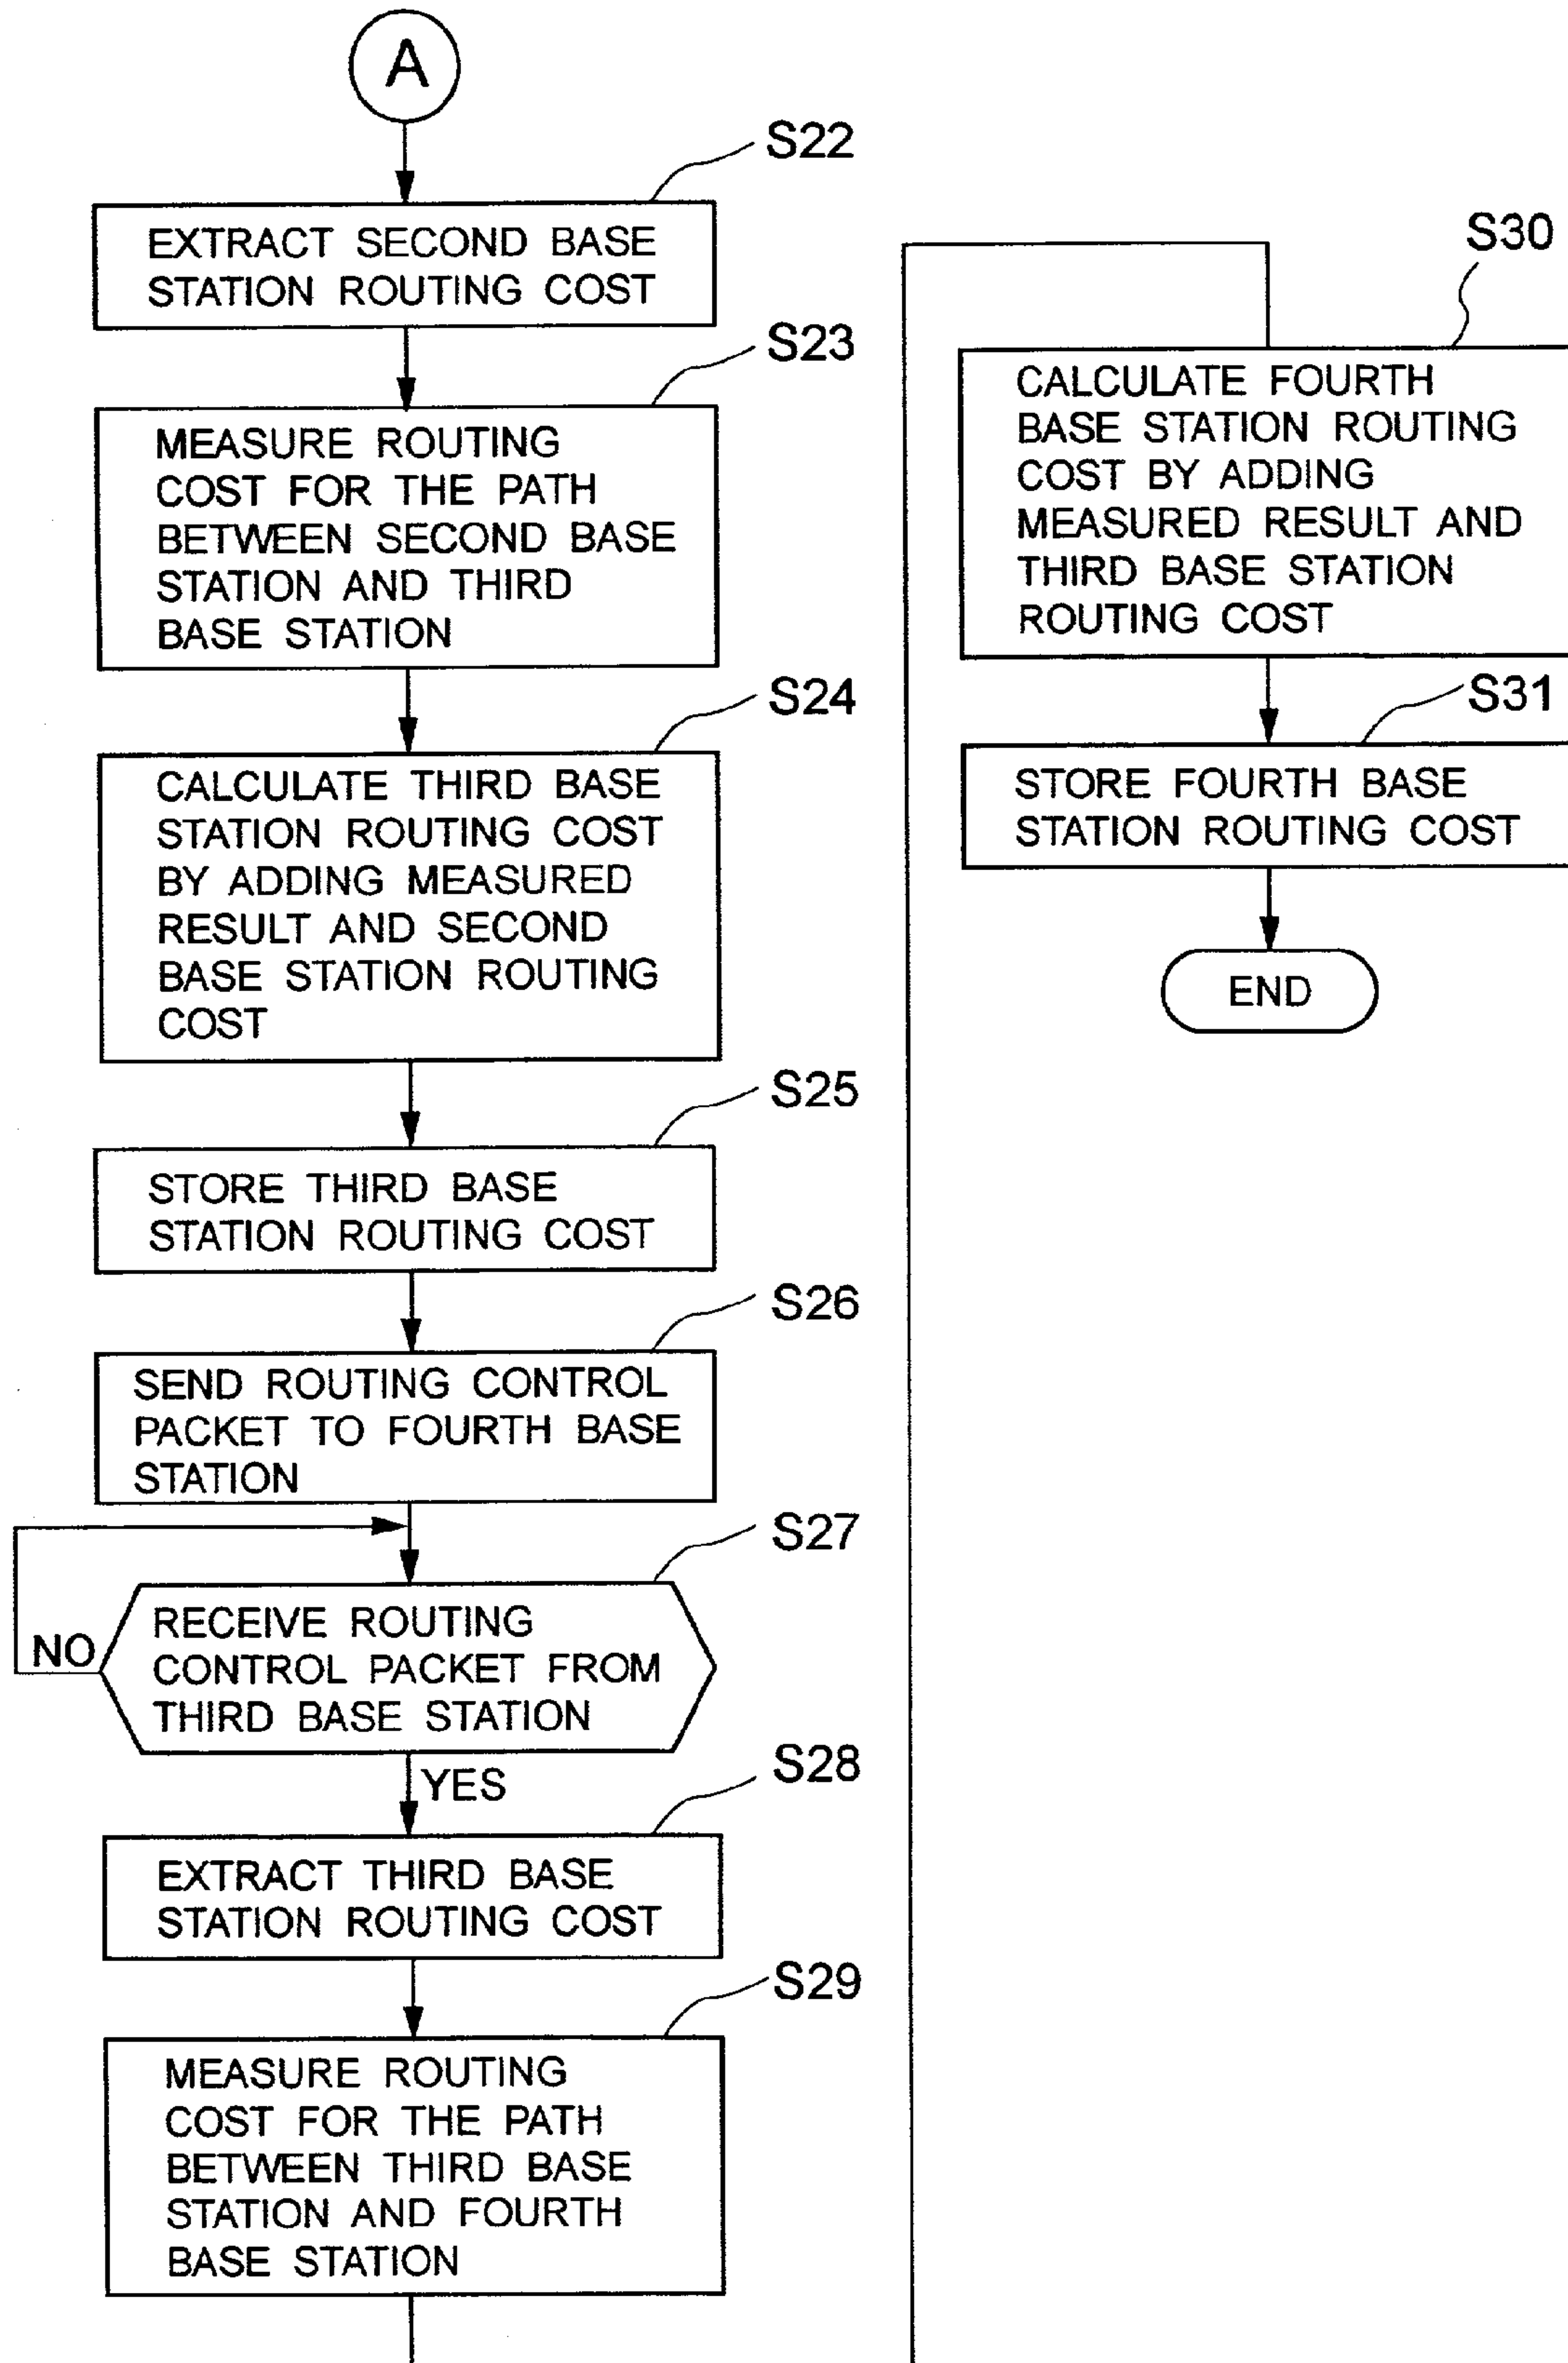 A
S22
EXTRACT SECOND BASE
STATION ROUTING COST
S23
MEASURE ROUTING
COST FOR THE PATH
BETWEEN SECOND BASE
STATION AND THIRD
BASE STATION
S24
CALCULATE THIRD BASE
STATION ROUTING COST
BY ADDING MEASURED
RESULT AND SECOND
BASE STATION ROUTING
COST
S25
STORE THIRD BASE
STATION ROUTING COST
S26
SEND ROUTING CONTROL
PACKET TO FOURTH BASE
STATION
S27
RECEIVE ROUTING
CONTROL PACKET FROM
THIRD BASE STATION
NO
YES
S28
EXTRACT THIRD BASE
STATION ROUTING COST
S29
MEASURE ROUTING
COST FOR THE PATH
BETWEEN THIRD BASE
STATION AND FOURTH
BASE STATION
S30
CALCULATE FOURTH
BASE STATION ROUTING
COST BY ADDING
MEASURED RESULT AND
THIRD BASE STATION
ROUTING COST
S31
STORE FOURTH BASE
STATION ROUTING COST
END